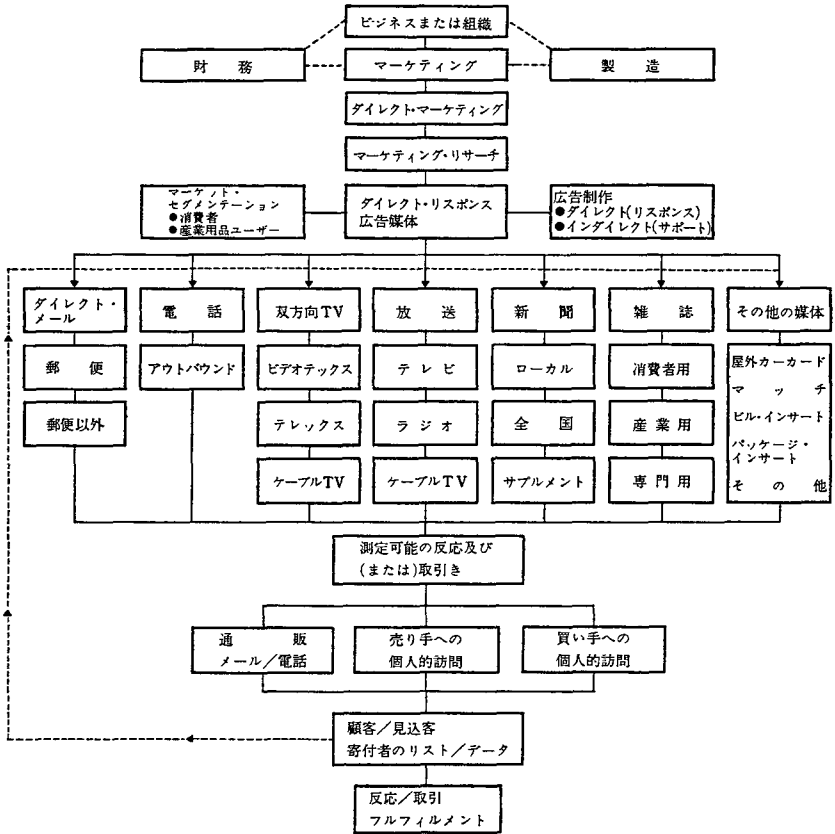 ビジネスまたは組織
財務
マーケティング
製造
ダイレクト・マーケティング
マーケティング・リサーチ
マーケット・
セグメンテーション
●消費者
●産業用品ユーザー
ダイレクト・リスポンス
広告媒体
広告制作
●ダイレクト(リスポンス)
●インダイレクト(サポート)
ダイレクト・
メール
電話
双方向TV
放送
新聞
雑誌
その他の媒体
郵便
アウトバウンド
ビデオテックス
テレビ
ローカル
消費者用
屋外カーカード
マッチ
ビル・インサート
パッケージ・
インサート
その他
郵便以外
テレックス
ラジオ
全国
産業用
ケーブルTV
ケーブルTV
サプルメント
専門用
測定可能の反応及び
(または)取引き
通販
メール/電話
売り手への
個人的訪問
買い手への
個人的訪問
顧客/見込客
寄付者のリスト/データ
反応/取引
フルフィルメント